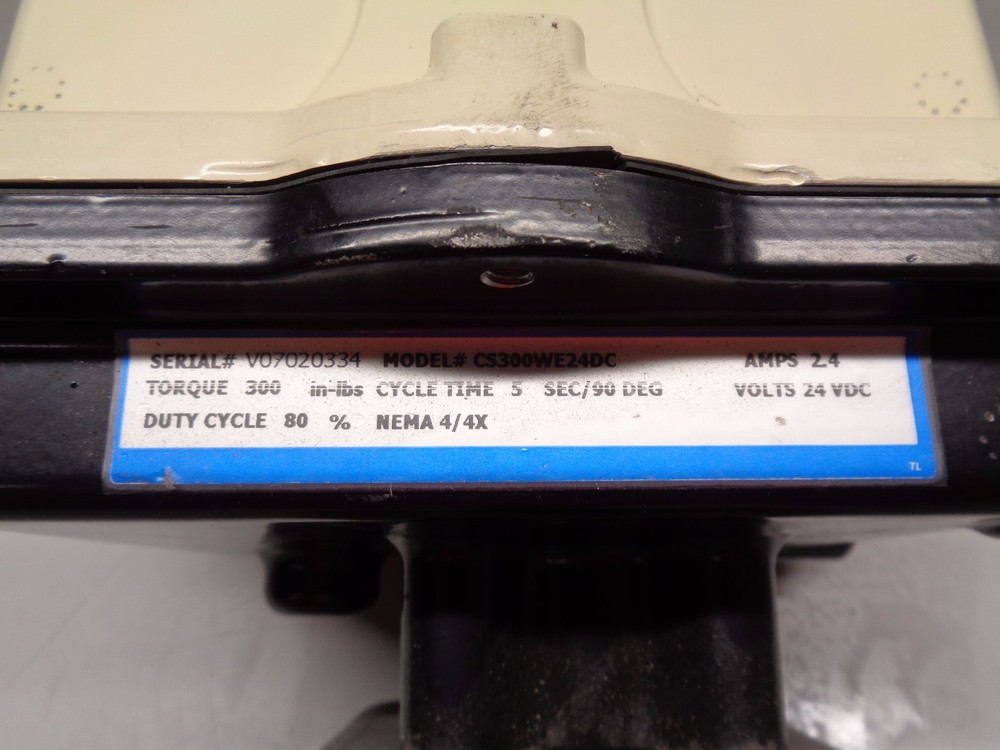 SERIAL# V07020334 MODEL# CS300WE24DC AMPS 2.4
TORQUE 300 in-lbs CYCLE TIME 5 SEC/90 DEG VOLTS 24 VDC
DUTY CYCLE 80 % NEMA 4/4X
TL